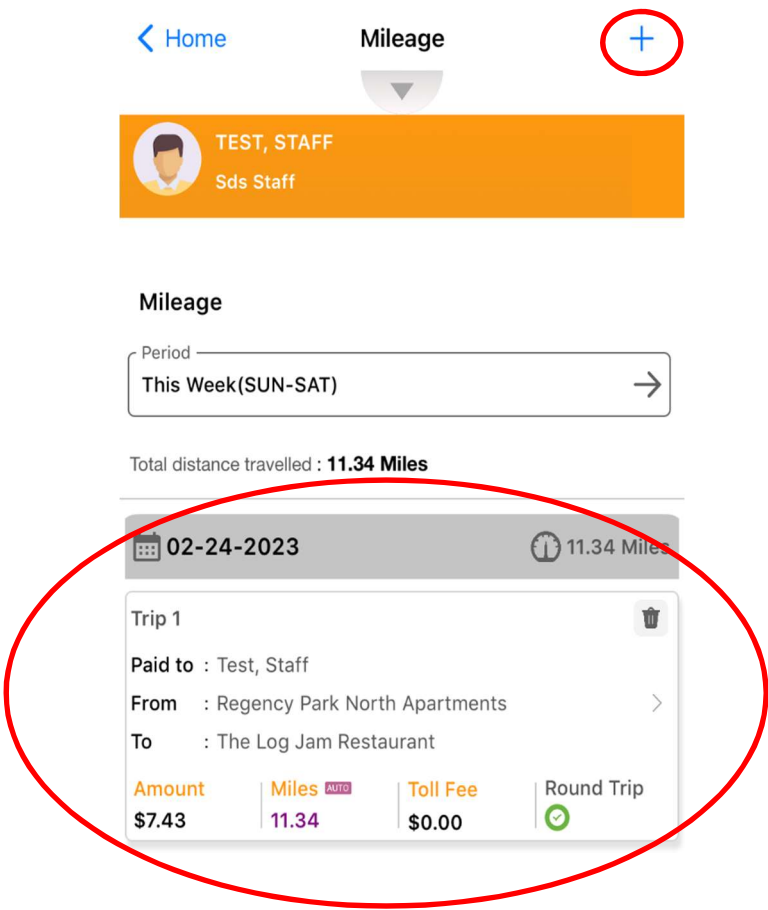 Home Mileage +
TEST, STAFF
Sds Staff
Mileage
Period
This Week(SUN-SAT)
Total distance travelled : 11.34 Miles
02-24-2023 11.34 Miles
Trip 1
Paid to : Test, Staff
From : Regency Park North Apartments
To : The Log Jam Restaurant
Amount Miles AUTO Toll Fee Round Trip
$7.43 11.34 $0.00